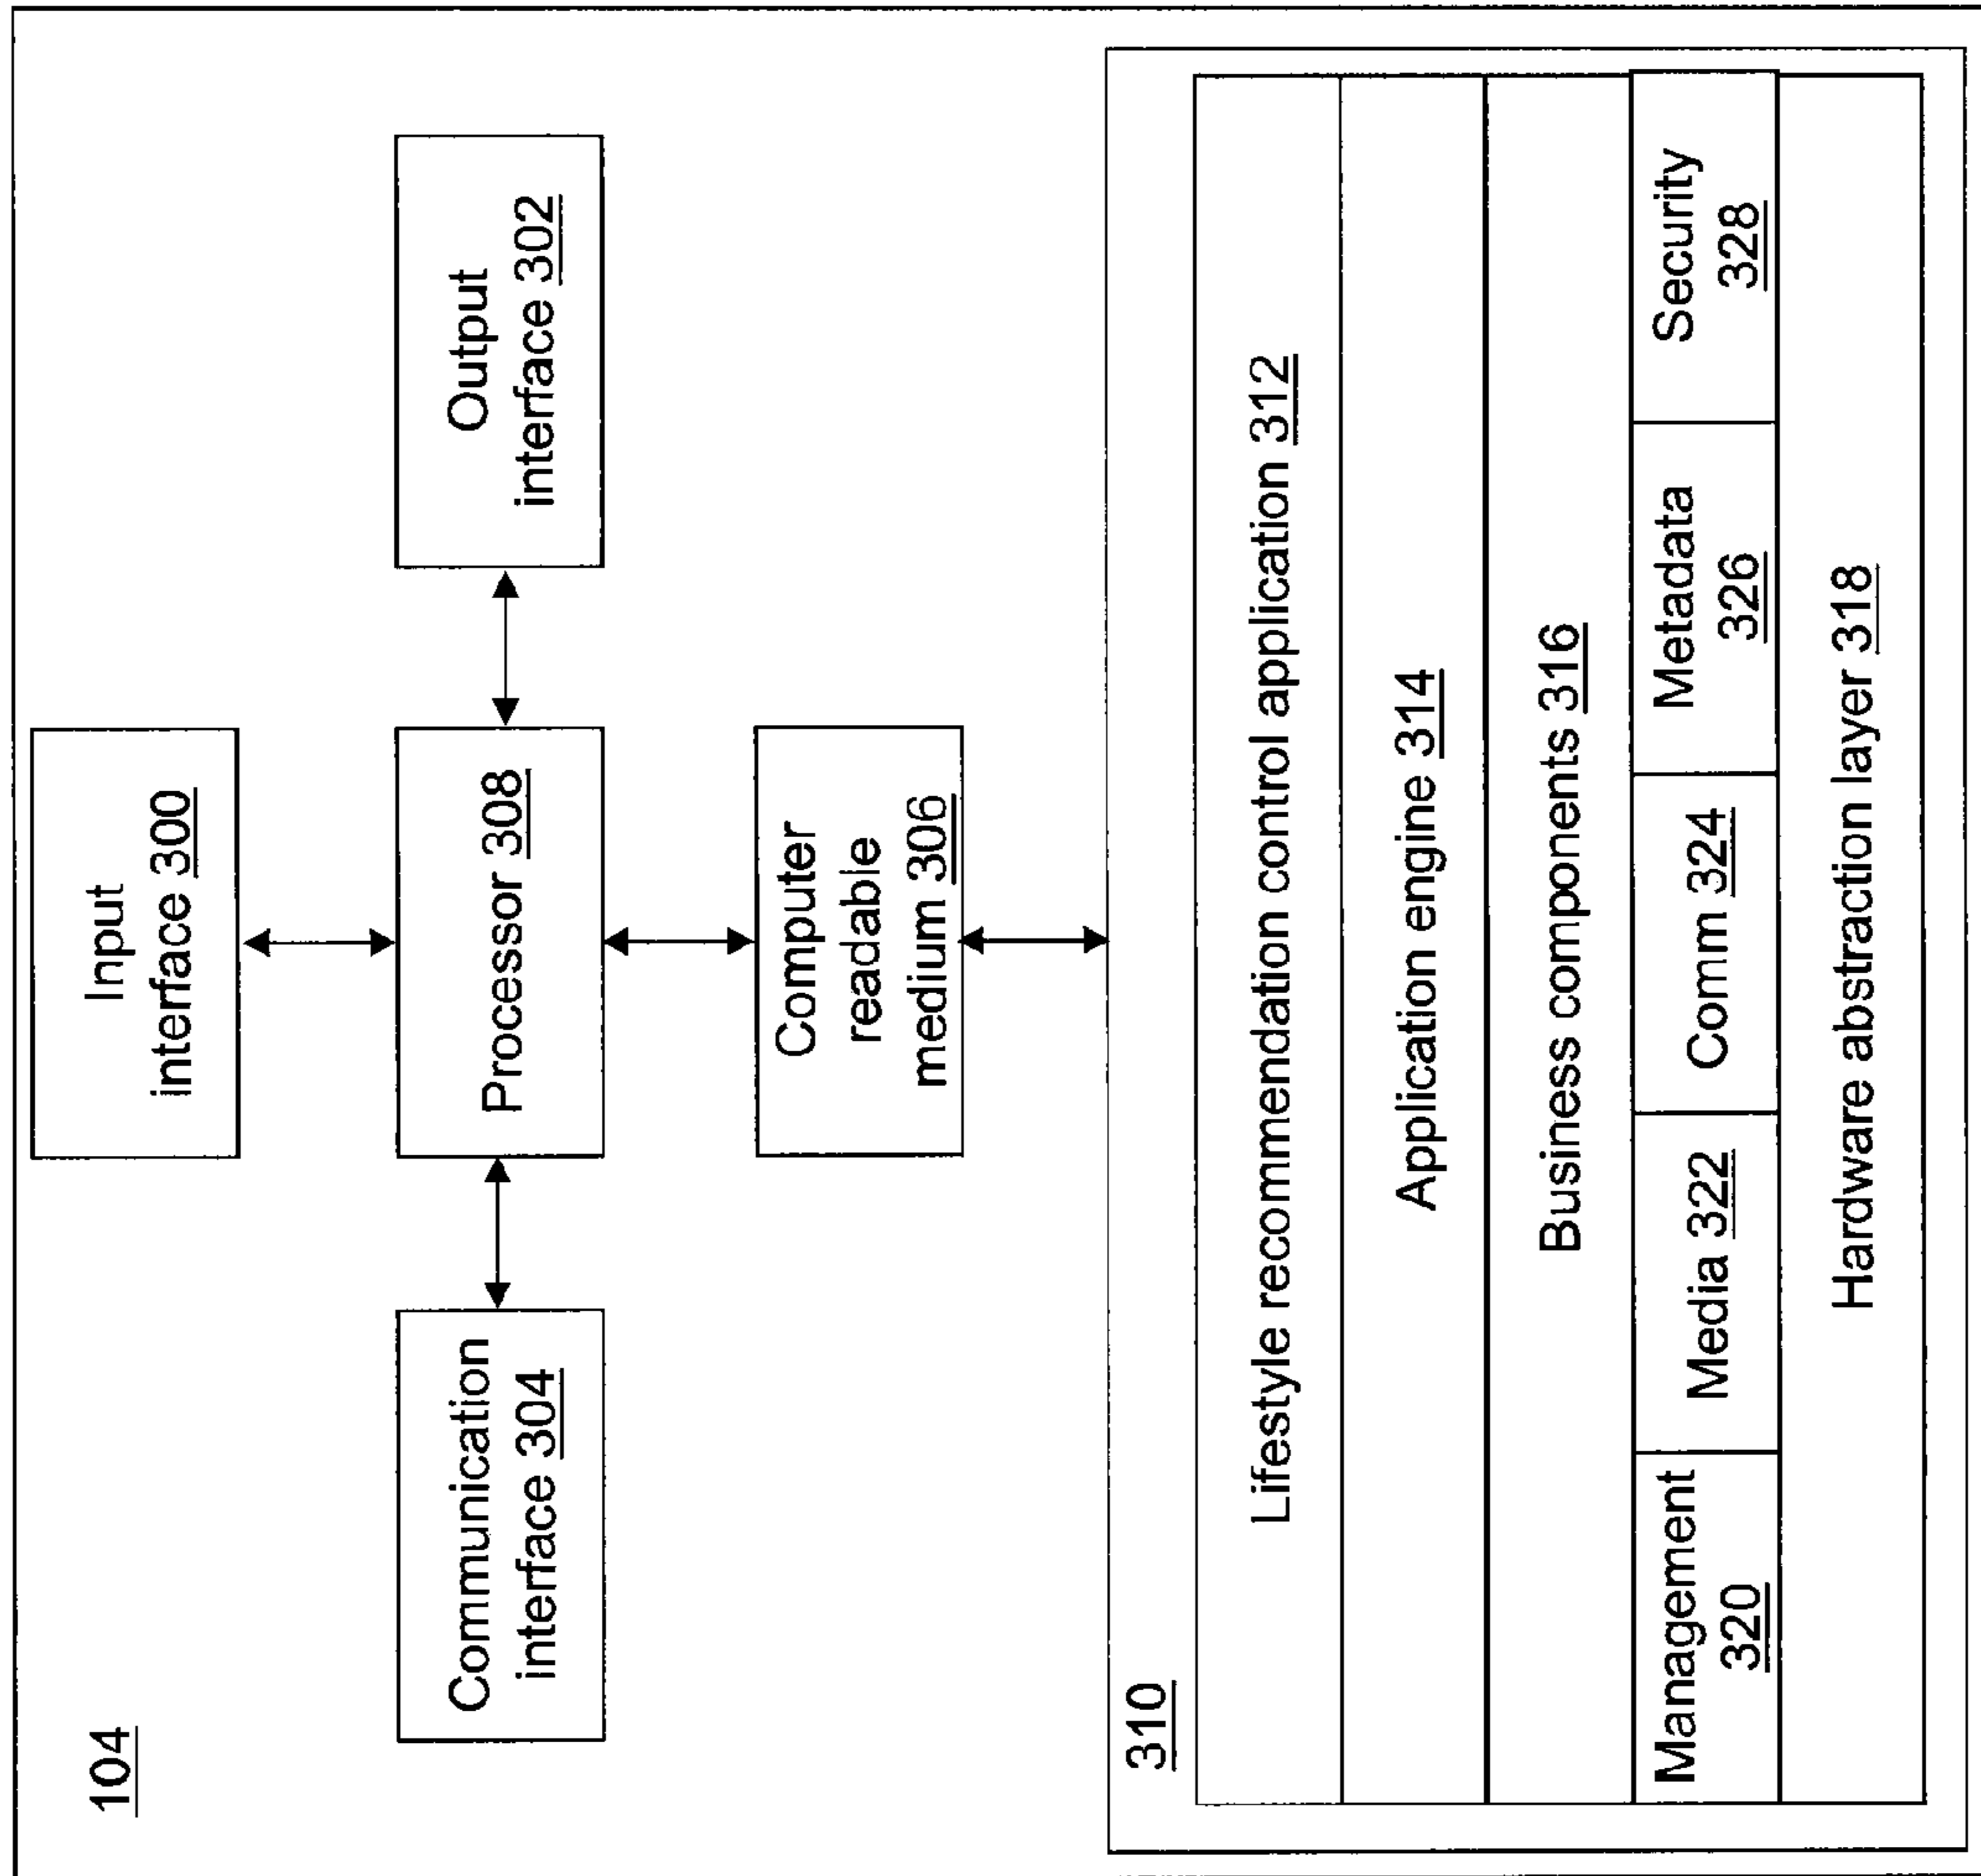 104
Input
interface 300
Communication
interface 304
Processor 308
Output
interface 302
Computer
readable
medium 306
310
Lifestyle recommendation control application 312
Application engine 314
Business components 316
Management
320
Media 322
Comm 324
Metadata
326
Security
328
Hardware abstraction layer 318